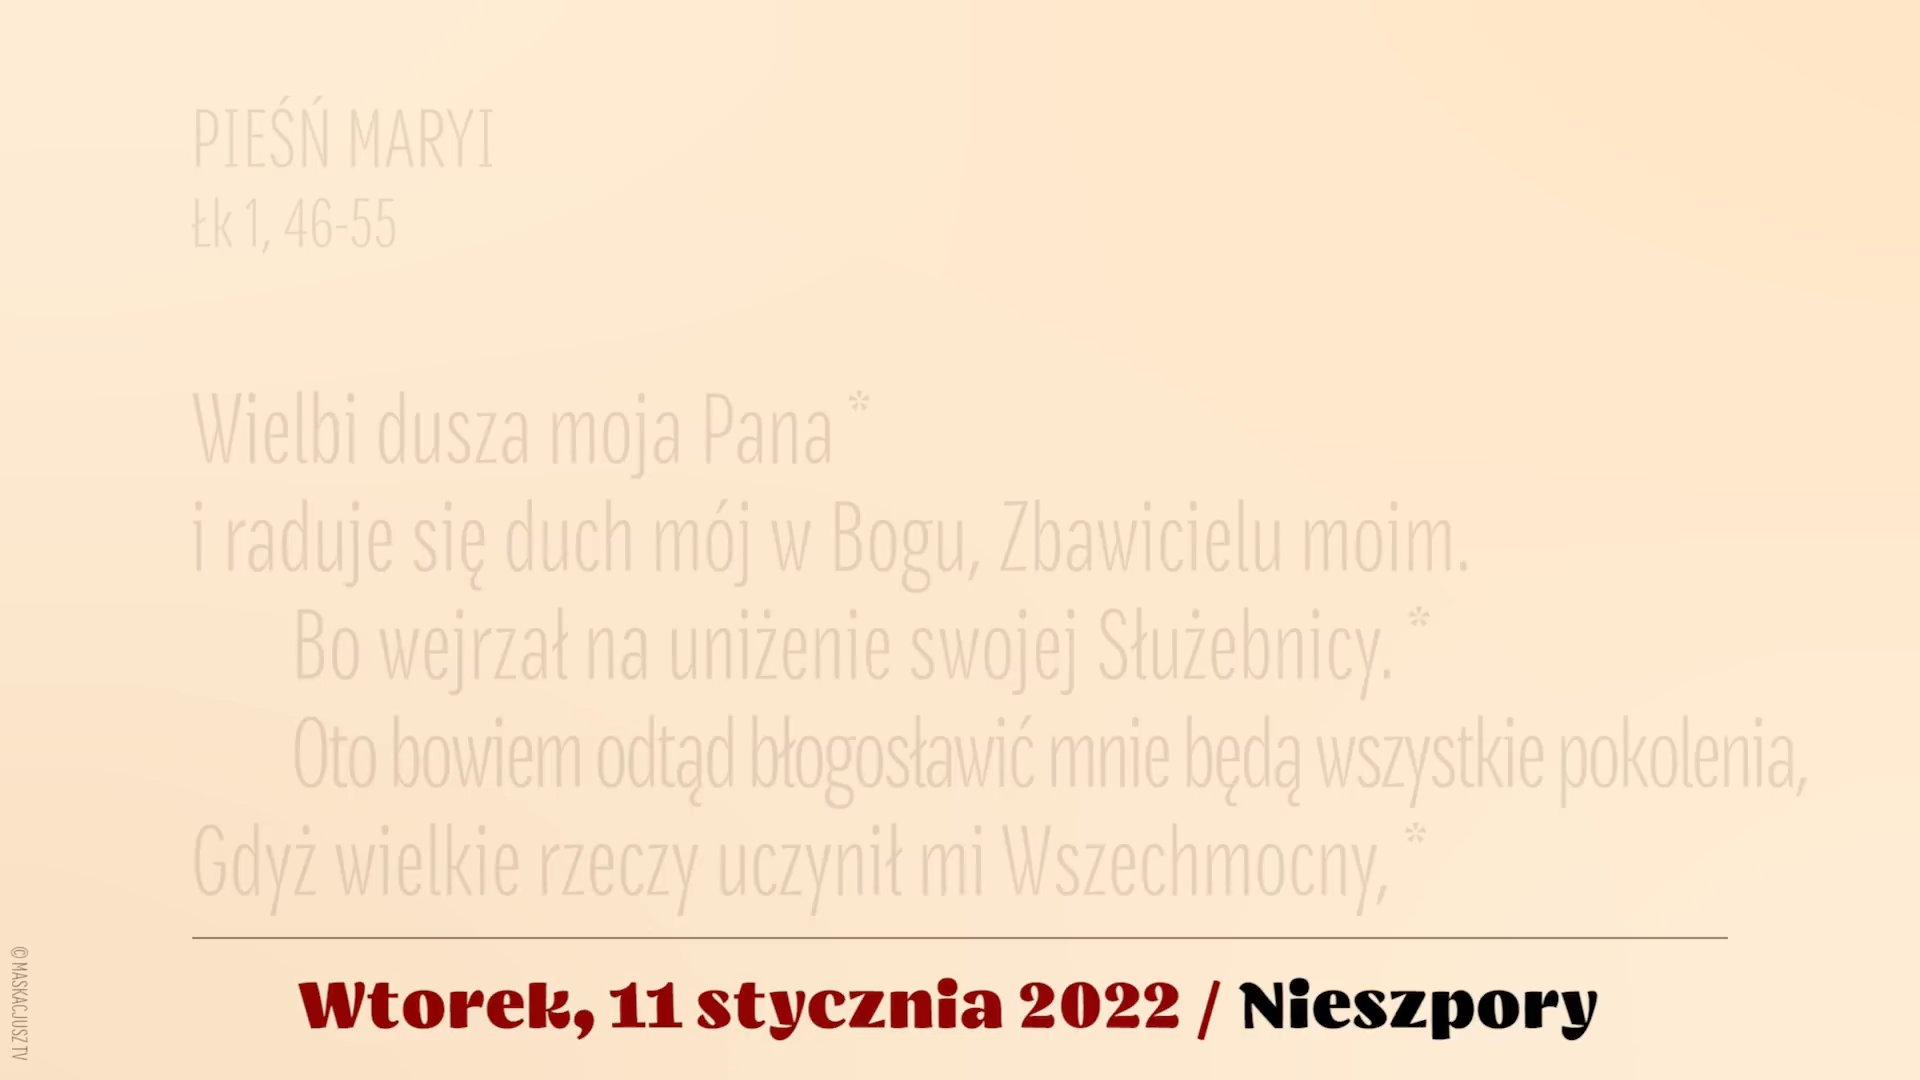 PIEŚŃ MARYI
Łk 1, 46-55
Wielbi dusza moja Pana *
i raduje się duch mój w Bogu, Zbawicielu moim.
Bo wejrzał na uniżenie swojej Służebnicy. *
Oto bowiem odtąd błogosławić mnie będą wszystkie pokolenia,
Gdyż wielkie rzeczy uczynił mi Wszechmocny, *
Wtorek, 11 stycznia 2022 / Nieszpory
© MASKACJUSZ TV